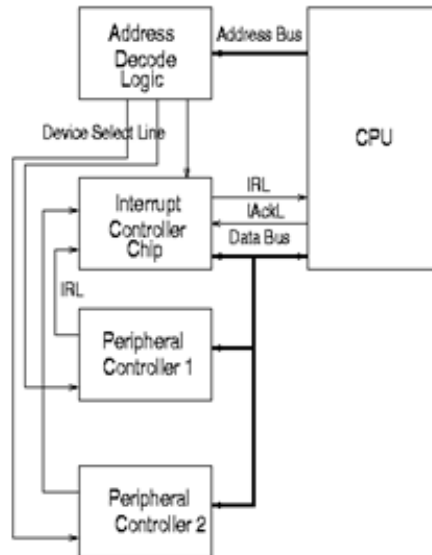 Address
Decode
Logic
Address Bus
CPU
Device Select Line
Interrupt
Controller
Chip
IRL
IAckL
Data Bus
IRL
Peripheral
Controller 1
Peripheral
Controller 2